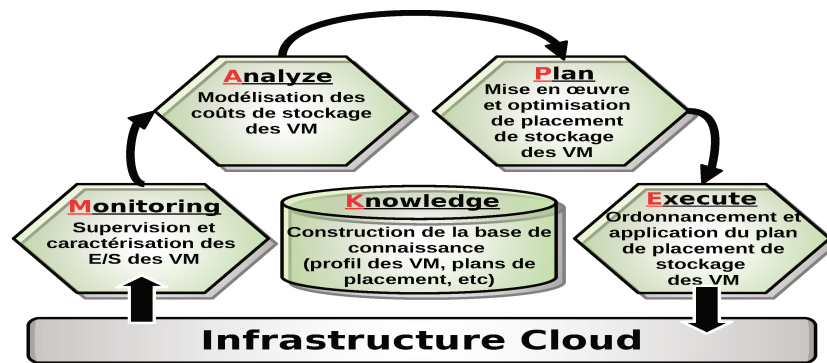 Analyze
Modélisation des
coûts de stockage
des VM
Plan
Mise en œuvre
et optimisation
de placement
de stockage
des VM
Monitoring
Supervision et
caractérisation des
E/S des VM
Knowledge
Construction de la base de
connaissance
(profil des VM, plans de
placement, etc)
Execute
Ordonnancement et
application du plan
de placement de
stockage
des VM
Infrastructure Cloud